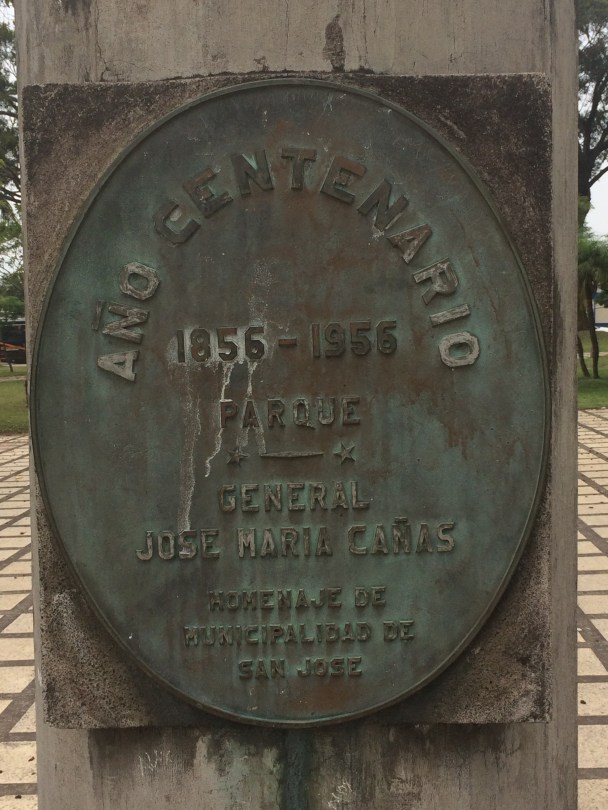 AÑO CENTENARIO
1856 - 1956
PARQUE
GENERAL
JOSE MARIA CAÑAS
HOMENAJE DE
MUNICIPALIDAD DE
SAN JOSE